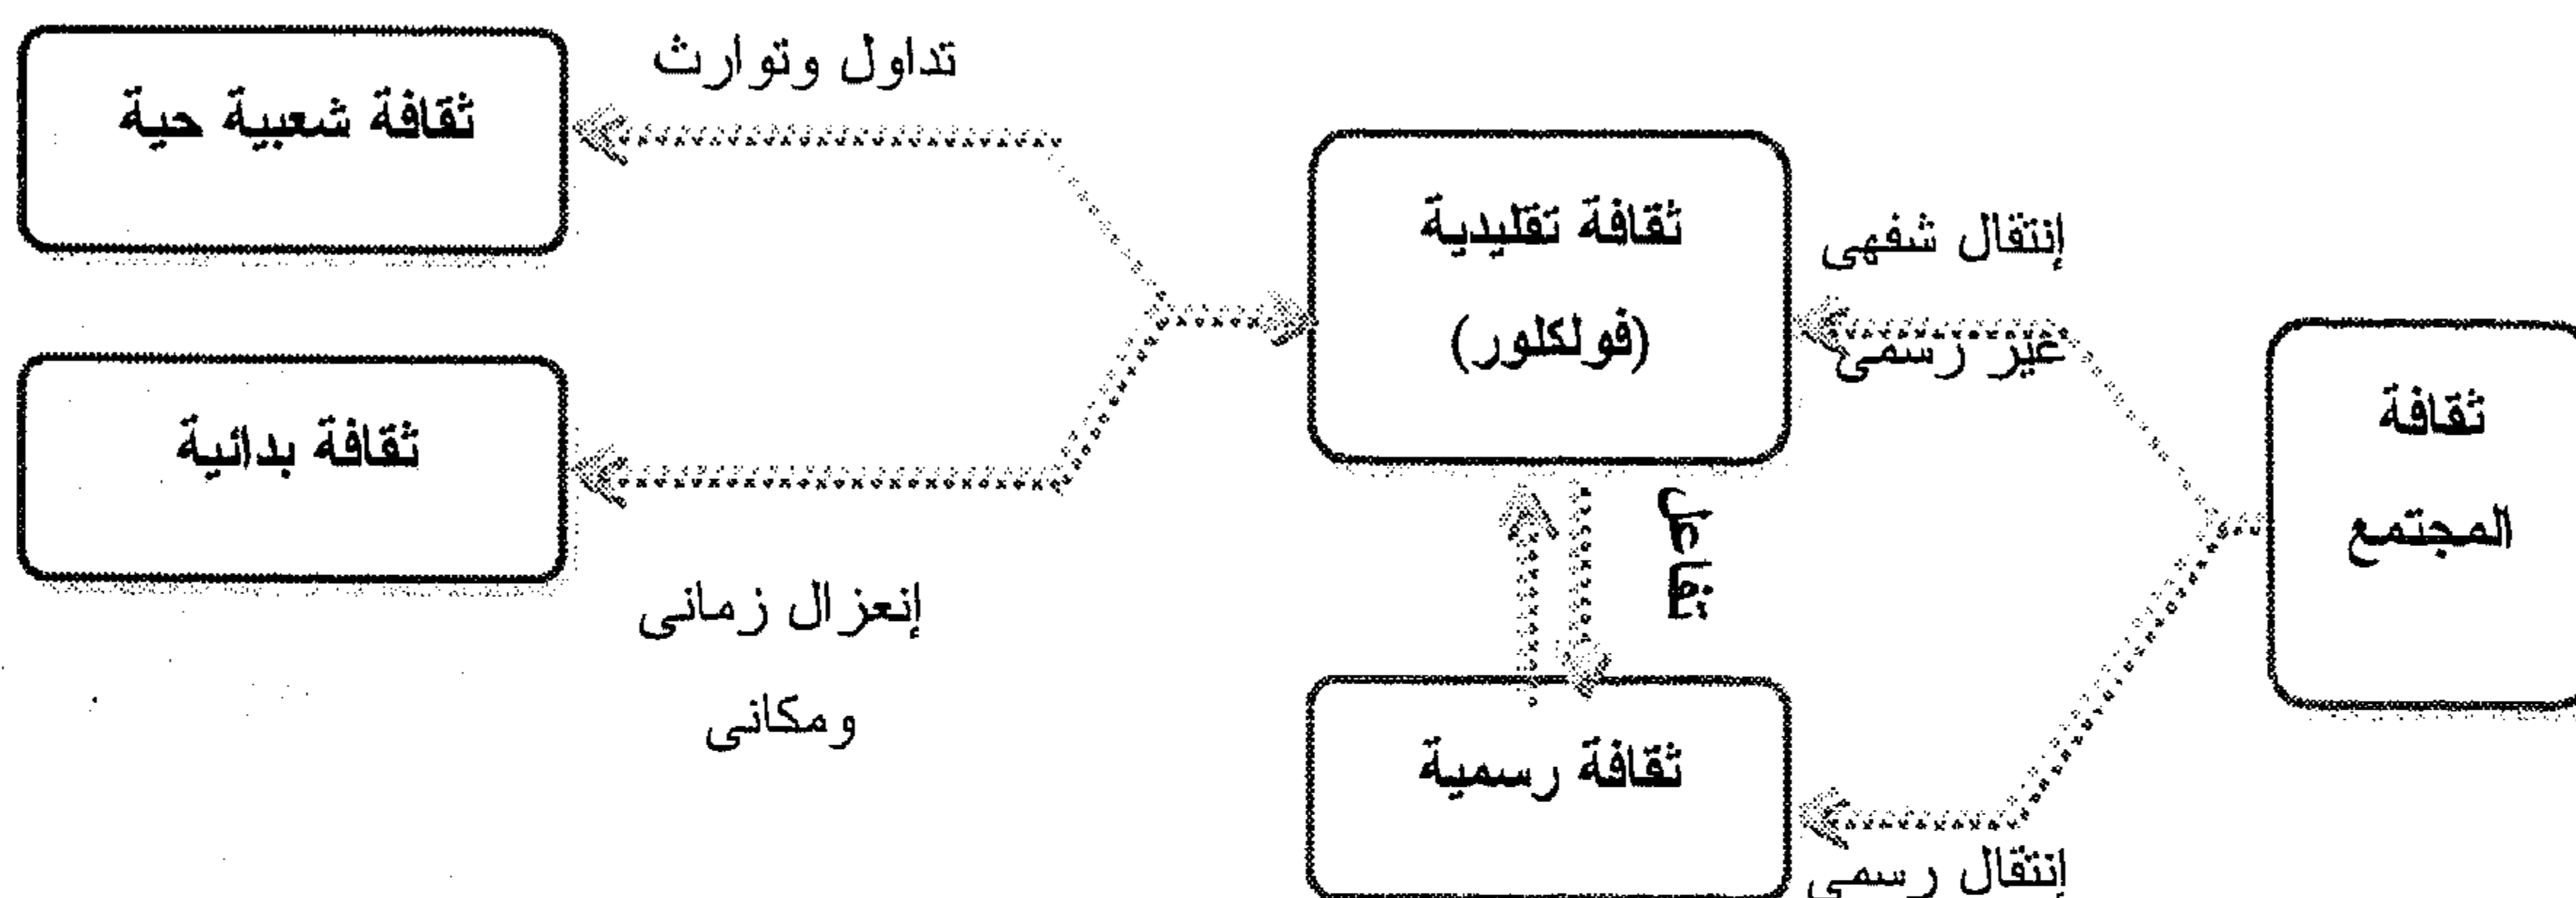 ثقافة
المجتمع
إنتقال شفهى
غير رسمى
إنتقال رسمى
ثقافة تقليدية
(فولكلور)
تفاعل
ثقافة رسمية
تداول وتوارث
ثقافة شعبية حية
ثقافة بدائية
إنعزال زمانى
ومكانى